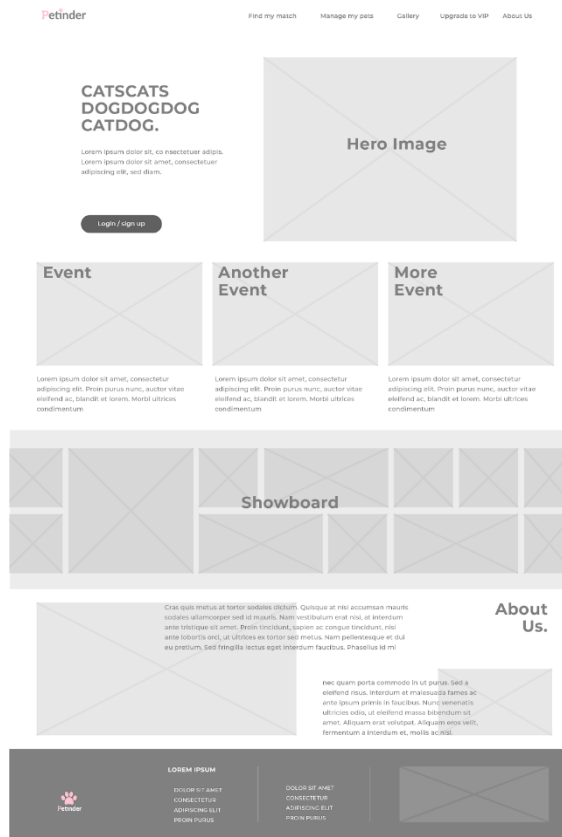 Petinder
Find my match Manage my pets Gallery Upgrade to VIP About Us
CATSCATS
DOGDOGDOG
CATDOG.
Lorem ipsum dolor sit, co nsectetuer adipis.
Lorem ipsum dolor sit amet, consectetuer
adipiscing elit, sed diam.
Login / sign up
Hero Image
Event
Another
Event
More
Event
Lorem ipsum dolor sit amet, consectetur
adipiscing elit. Proin purus nunc, auctor vitae
eleifend ac, blandit et lorem. Morbi ultrices
condimentum
Lorem ipsum dolor sit amet, consectetur
adipiscing elit. Proin purus nunc, auctor vitae
eleifend ac, blandit et lorem. Morbi ultrices
condimentum
Lorem ipsum dolor sit amet, consectetur
adipiscing elit. Proin purus nunc, auctor vitae
eleifend ac, blandit et lorem. Morbi ultrices
condimentum
Showboard
Cras quis metus at tortor sodales dictum. Quisque at nisi accumsan mauris
sodales ullamcorper sed id mauris. Nam vestibulum erat nisi, at interdum
ante tristique sit amet. Proin tincidunt, sapien ac congue tincidunt, nisi
ante lobortis orci, ut ultrices ex tortor sed metus. Nam pellentesque et dui
eu pretium. Sed fringilla lectus eget interdum faucibus. Phasellus id mi
About
Us.
nec quam porta commodo in ut purus. Sed a
eleifend risus. Interdum et malesuada fames ac
ante ipsum primis in faucibus. Nunc venenatis
ultricies odio, ut eleifend massa bibendum sit
amet. Aliquam erat volutpat. Aliquam eros velit,
fermentum a interdum et, mollis ac nisl.
Petinder
LOREM IPSUM
DOLOR SIT AMET
CONSECTETUR
ADIPISCING ELIT
PROIN PURUS
DOLOR SIT AMET
CONSECTETUR
ADIPISCING ELIT
PROIN PURUS